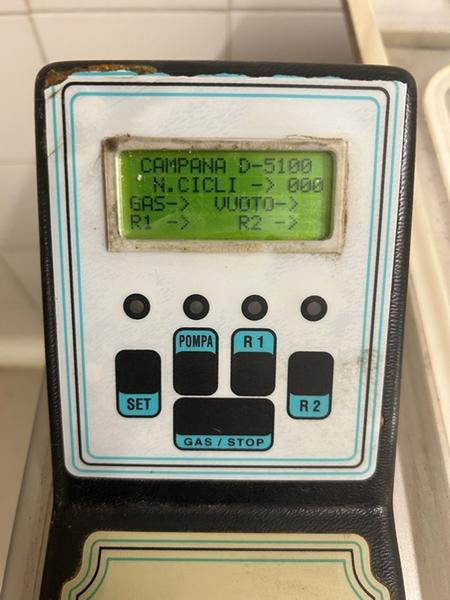 CAMPANA D-5100
N.CICLI -> 000
GAS-> VUOTO->
R1 -> R2 ->
POMPA R 1
SET R 2
GAS / STOP